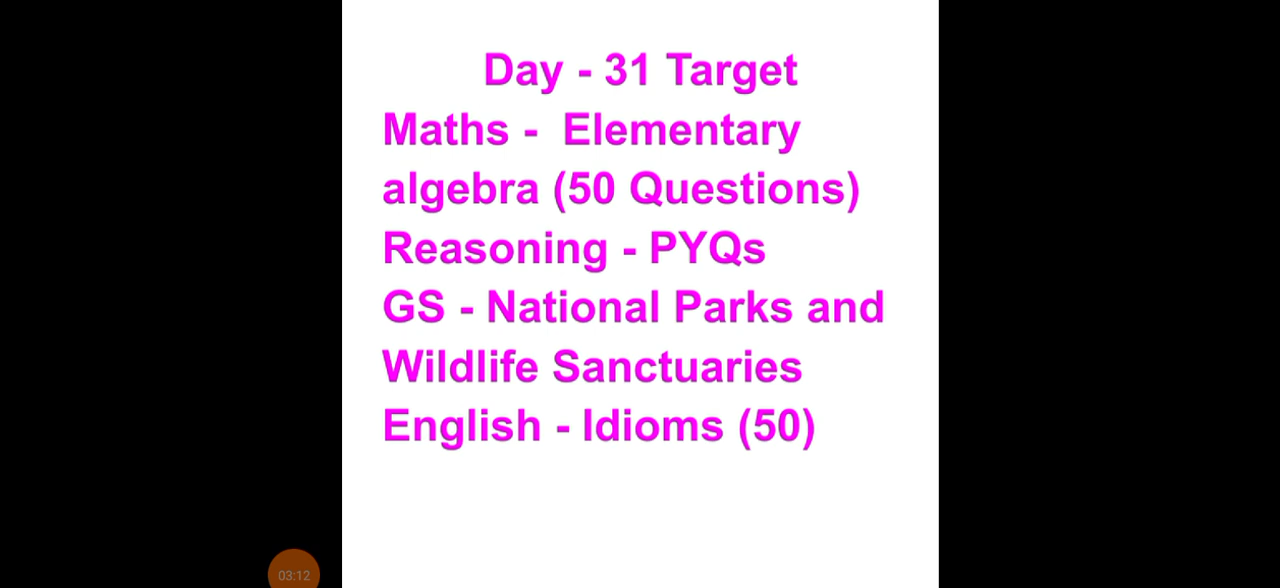 Day - 31 Target
Maths - Elementary
algebra (50 Questions)
Reasoning - PYQs
GS - National Parks and
Wildlife Sanctuaries
English - Idioms (50)
03:12